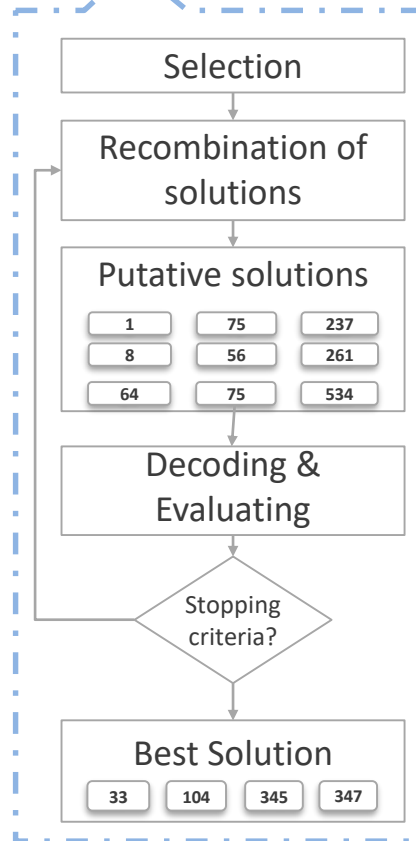 Selection
Recombination of
solutions
Putative solutions
1 75 237
8 56 261
64 75 534
Decoding &
Evaluating
Stopping
criteria?
Best Solution
33 104 345 347